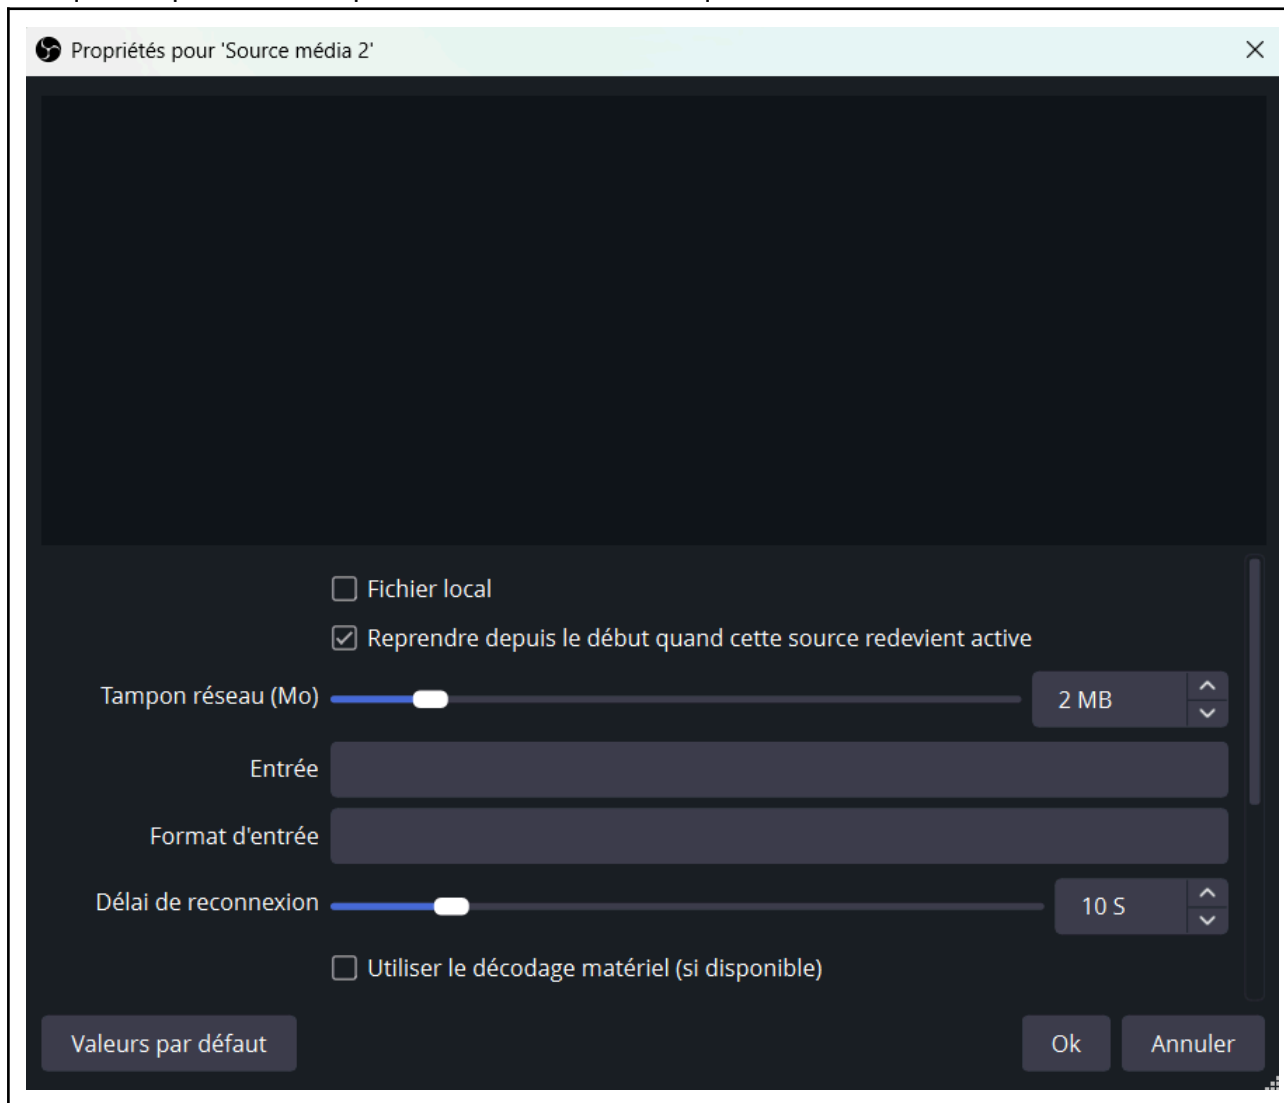 Propriétés pour 'Source média 2'
Fichier local
Reprendre depuis le début quand cette source redevient active
Tampon réseau (Mo) 2 MB
Entrée
Format d'entrée
Délai de reconnexion 10 S
Utiliser le décodage matériel (si disponible)
Valeurs par défaut Ok Annuler